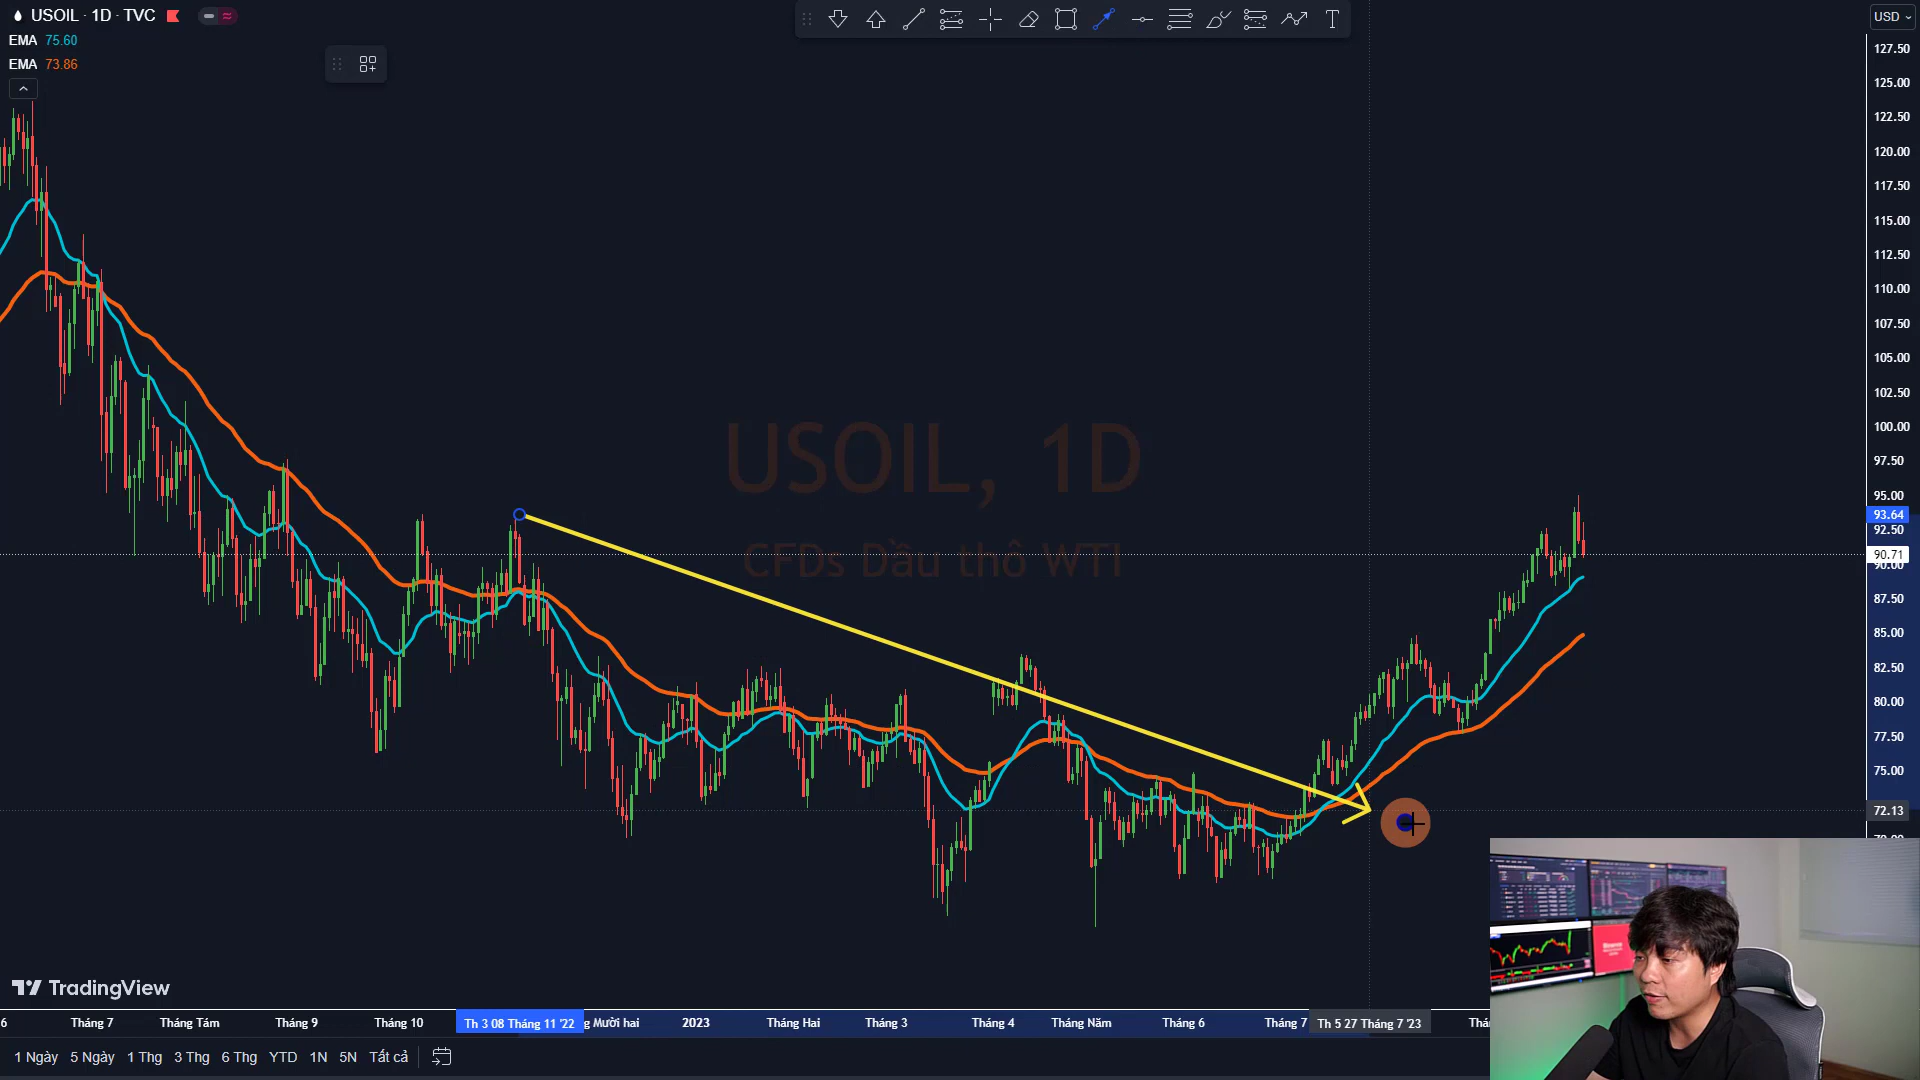 USOIL · 1D · TVC
EMA 75.60
EMA 73.86
USD
127.50
125.00
122.50
120.00
117.50
115.00
112.50
110.00
107.50
105.00
102.50
100.00
97.50
95.00
93.64
92.50
90.71
90.00
87.50
85.00
82.50
80.00
77.50
75.00
72.13
USOIL, 1D
CFDs Dầu thô WTI
TradingView
6 Tháng 7 Tháng Tám Tháng 9 Tháng 10 Th 3 08 Tháng 11 '22 g Mười hai 2023 Tháng Hai Tháng 3 Tháng 4 Tháng Năm Tháng 6 Tháng 7 Th 5 27 Tháng 7 '23
1 Ngày 5 Ngày 1 Thg 3 Thg 6 Thg YTD 1N 5N Tất cả